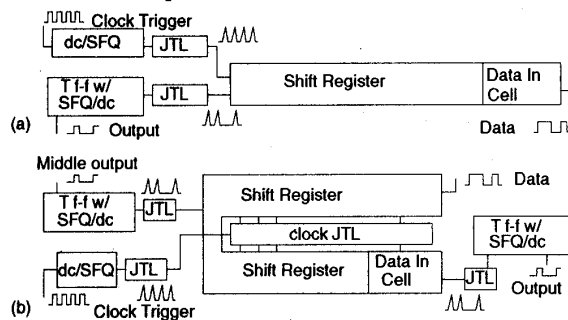 Clock Trigger
dc/SFQ
JTL
T f-f w/
SFQ/dc
JTL
Shift Register
Data In
Cell
(a)
Output
Data
Middle output
T f-f w/
SFQ/dc
JTL
Shift Register
Data
clock JTL
T f-f w/
SFQ/dc
dc/SFQ
JTL
Shift Register
Data In
Cell
JTL
Output
(b)
Clock Trigger